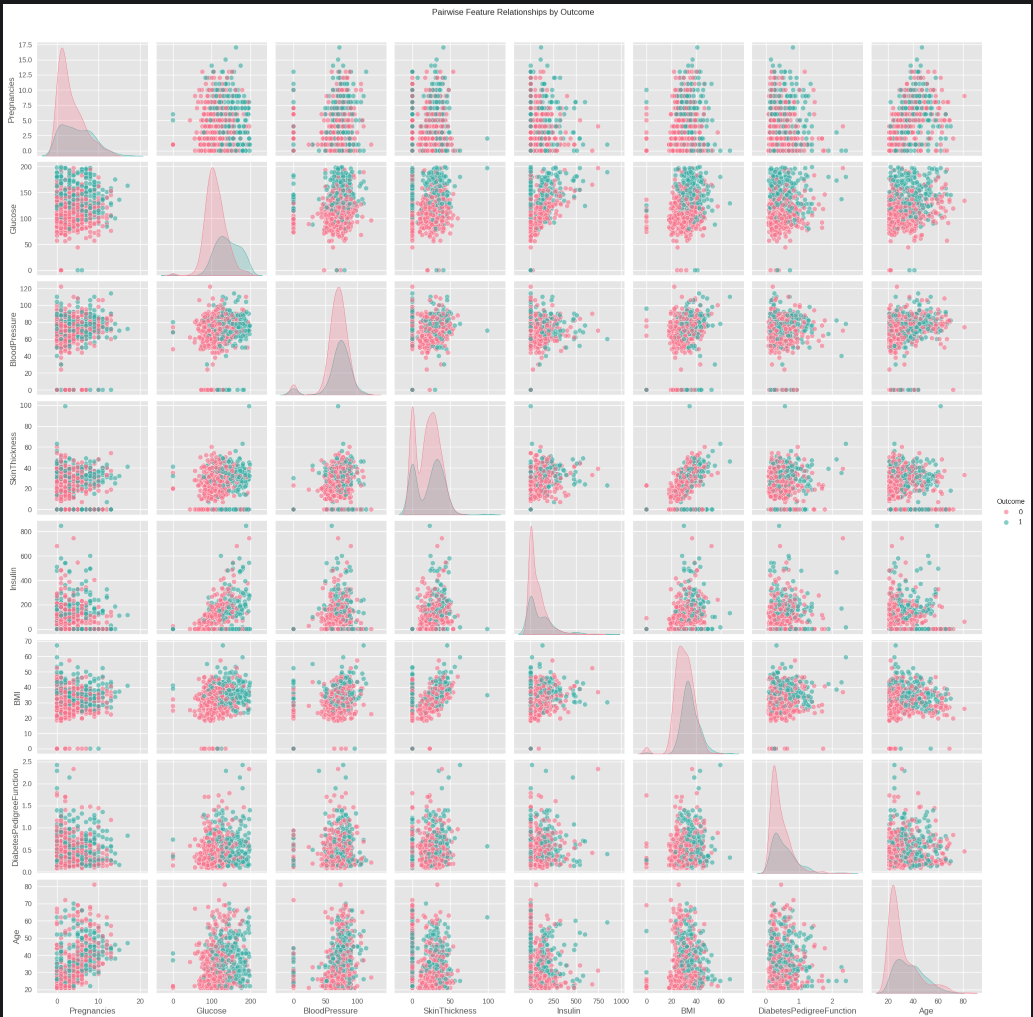 Pairwise Feature Relationships by Outcome
17.5
15.0
12.5
10.0
7.5
5.0
2.5
0.0
Pregnancies
200
150
100
50
0
Glucose
120
100
80
60
40
20
0
BloodPressure
100
80
60
40
20
0
SkinThickness
Outcome
0
1
800
600
400
200
0
Insulin
70
60
50
40
30
20
10
0
BMI
2.5
2.0
1.5
1.0
0.5
0.0
DiabetesPedigreeFunction
80
70
60
50
40
30
20
Age
0 10 20
0 100 200
0 50 100
0 50 100
0 250 500 750 1000
0 20 40 60
0 1 2
20 40 60 80
Pregnancies Glucose BloodPressure SkinThickness Insulin BMI DiabetesPedigreeFunction Age